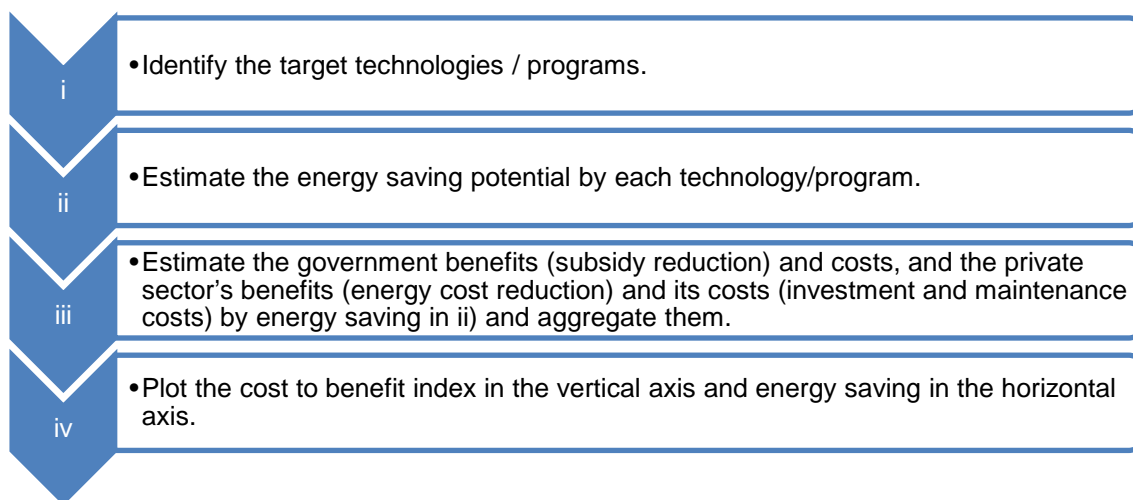 i
•Identify the target technologies / programs.
ii
•Estimate the energy saving potential by each technology/program.
iii
•Estimate the government benefits (subsidy reduction) and costs, and the private
sector's benefits (energy cost reduction) and its costs (investment and maintenance
costs) by energy saving in ii) and aggregate them.
iv
•Plot the cost to benefit index in the vertical axis and energy saving in the horizontal
axis.